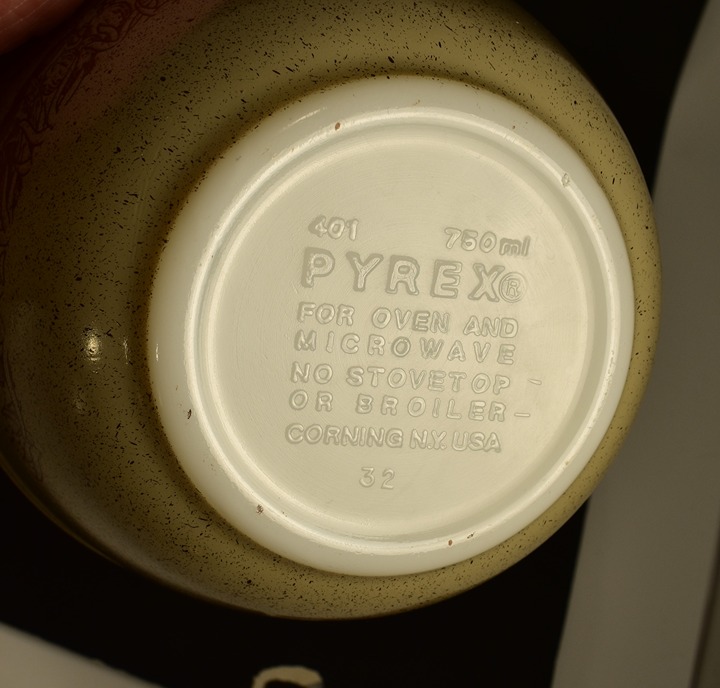 401 750ml
PYREX®
FOR OVEN AND
MICROWAVE
NO STOVETOP -
OR BROILER -
CORNING N.Y. USA
32